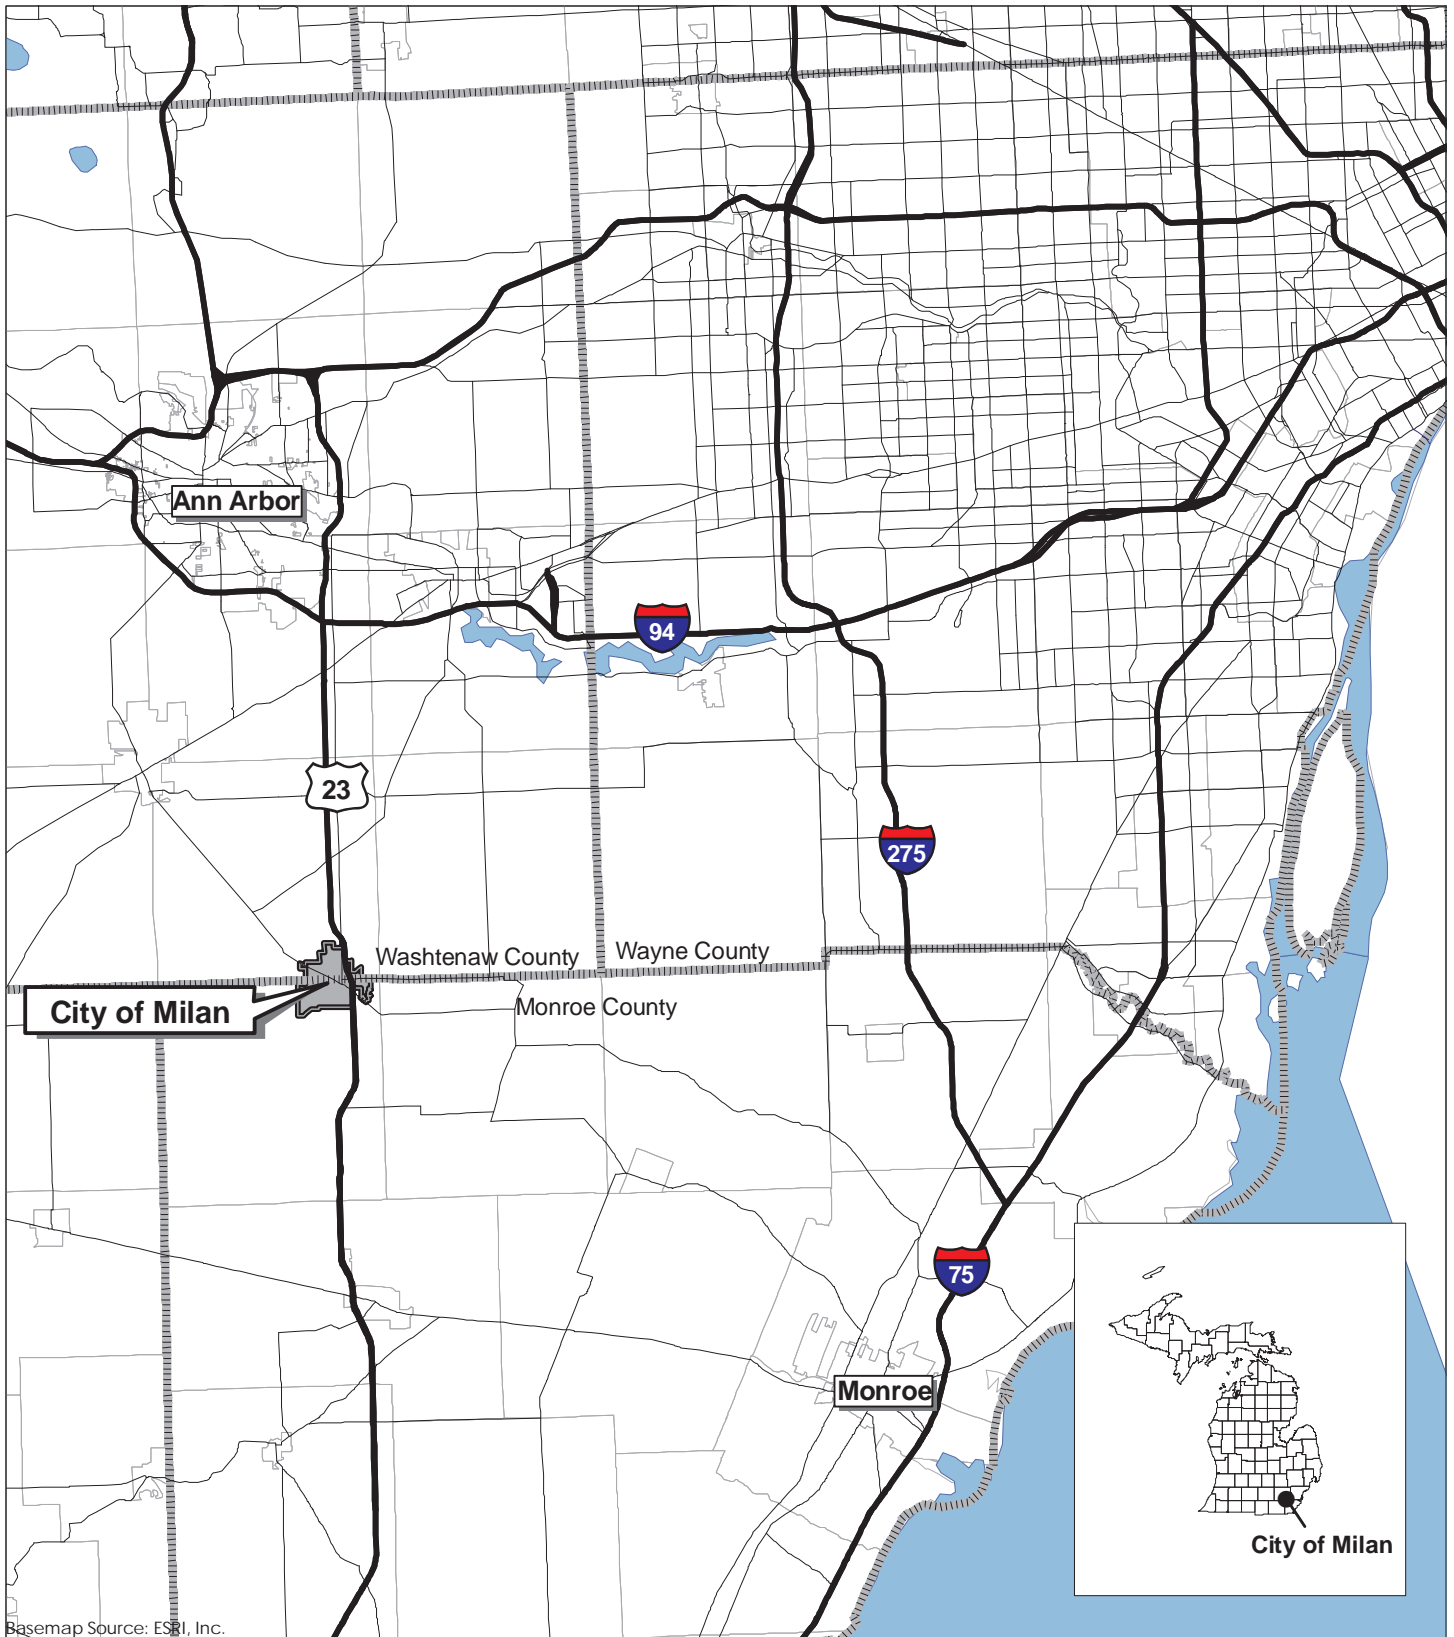 Ann Arbor
94
23
275
Washtenaw County
Wayne County
City of Milan
Monroe County
75
Monroe
City of Milan
Basemap Source: ESRI, Inc.